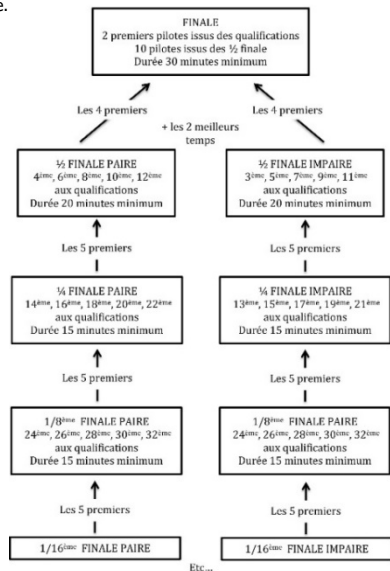 e.
FINALE
2 premiers pilotes issus des qualifications
10 pilotes issus des ½ finale
Durée 30 minutes minimum
Les 4 premiers
Les 4 premiers
+ les 2 meilleurs
temps
½ FINALE PAIRE
4ème, 6ème, 8ème, 10ème, 12ème
aux qualifications
Durée 20 minutes minimum
½ FINALE IMPAIRE
3ème, 5ème, 7ème, 9ème, 11ème
aux qualifications
Durée 20 minutes minimum
Les 5 premiers
Les 5 premiers
¼ FINALE PAIRE
14ème, 16ème, 18ème, 20ème, 22ème
aux qualifications
Durée 15 minutes minimum
¼ FINALE IMPAIRE
13ème, 15ème, 17ème, 19ème, 21ème
aux qualifications
Durée 15 minutes minimum
Les 5 premiers
Les 5 premiers
1/8ème FINALE PAIRE
24ème, 26ème, 28ème, 30ème, 32ème
aux qualifications
Durée 15 minutes minimum
1/8ème FINALE IMPAIRE
24ème, 26ème, 28ème, 30ème, 32ème
aux qualifications
Durée 15 minutes minimum
Les 5 premiers
Les 5 premiers
1/16ème FINALE PAIRE
1/16ème FINALE IMPAIRE
Etc...